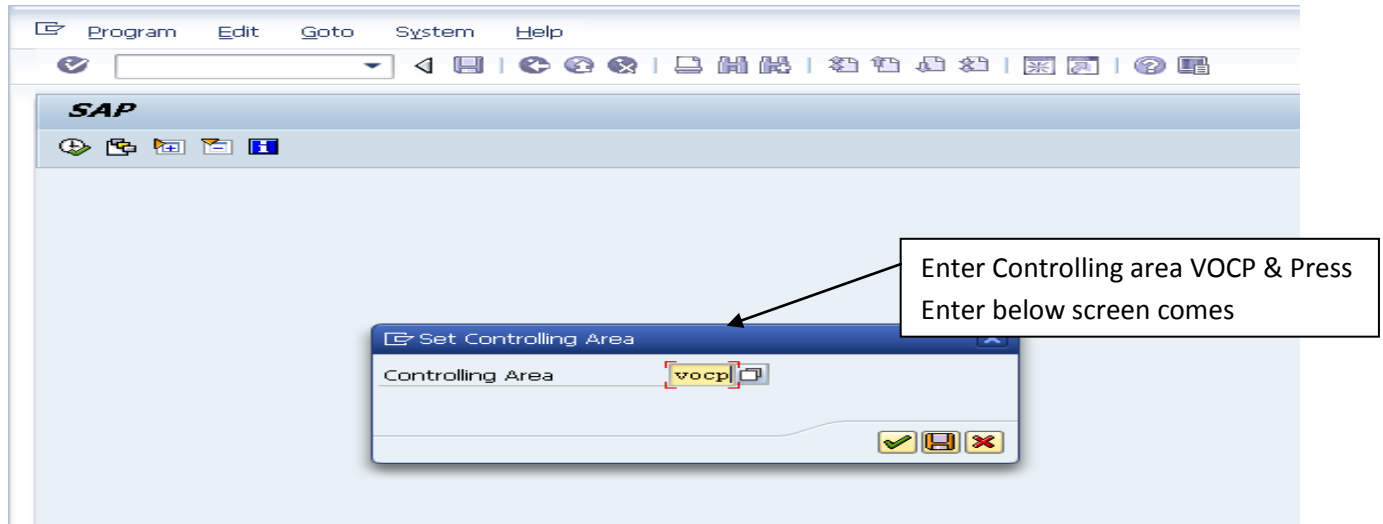 Program Edit Goto System Help
SAP
Enter Controlling area VOCP & Press
Enter below screen comes
Set Controlling Area
Controlling Area vocp